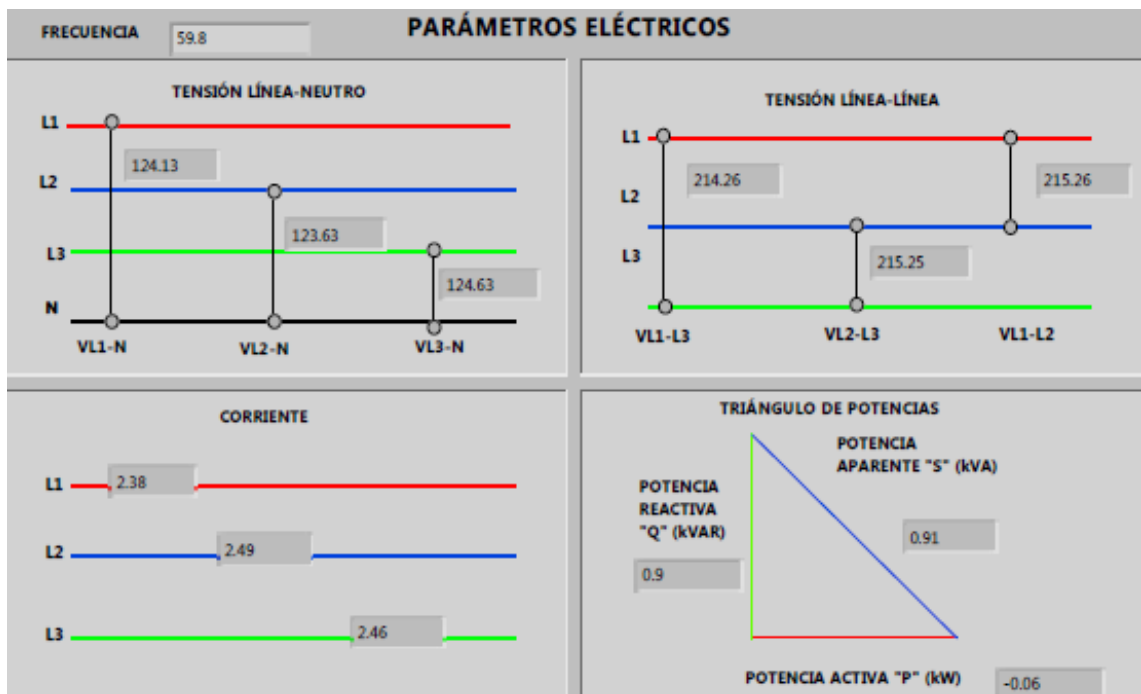 PARÁMETROS ELÉCTRICOS
FRECUENCIA 59.8
TENSIÓN LÍNEA-NEUTRO
L1
124.13
L2
123.63
L3
124.63
N
VL1-N VL2-N VL3-N
TENSIÓN LÍNEA-LÍNEA
L1
214.26 215.26
L2
L3
215.25
VL1-L3 VL2-L3 VL1-L2
CORRIENTE
L1 2.38
L2 2.49
L3 2.46
TRIÁNGULO DE POTENCIAS
POTENCIA
APARENTE "S" (kVA)
0.91
POTENCIA
REACTIVA
"Q" (kVAR)
0.9
POTENCIA ACTIVA "P" (kW) -0.06